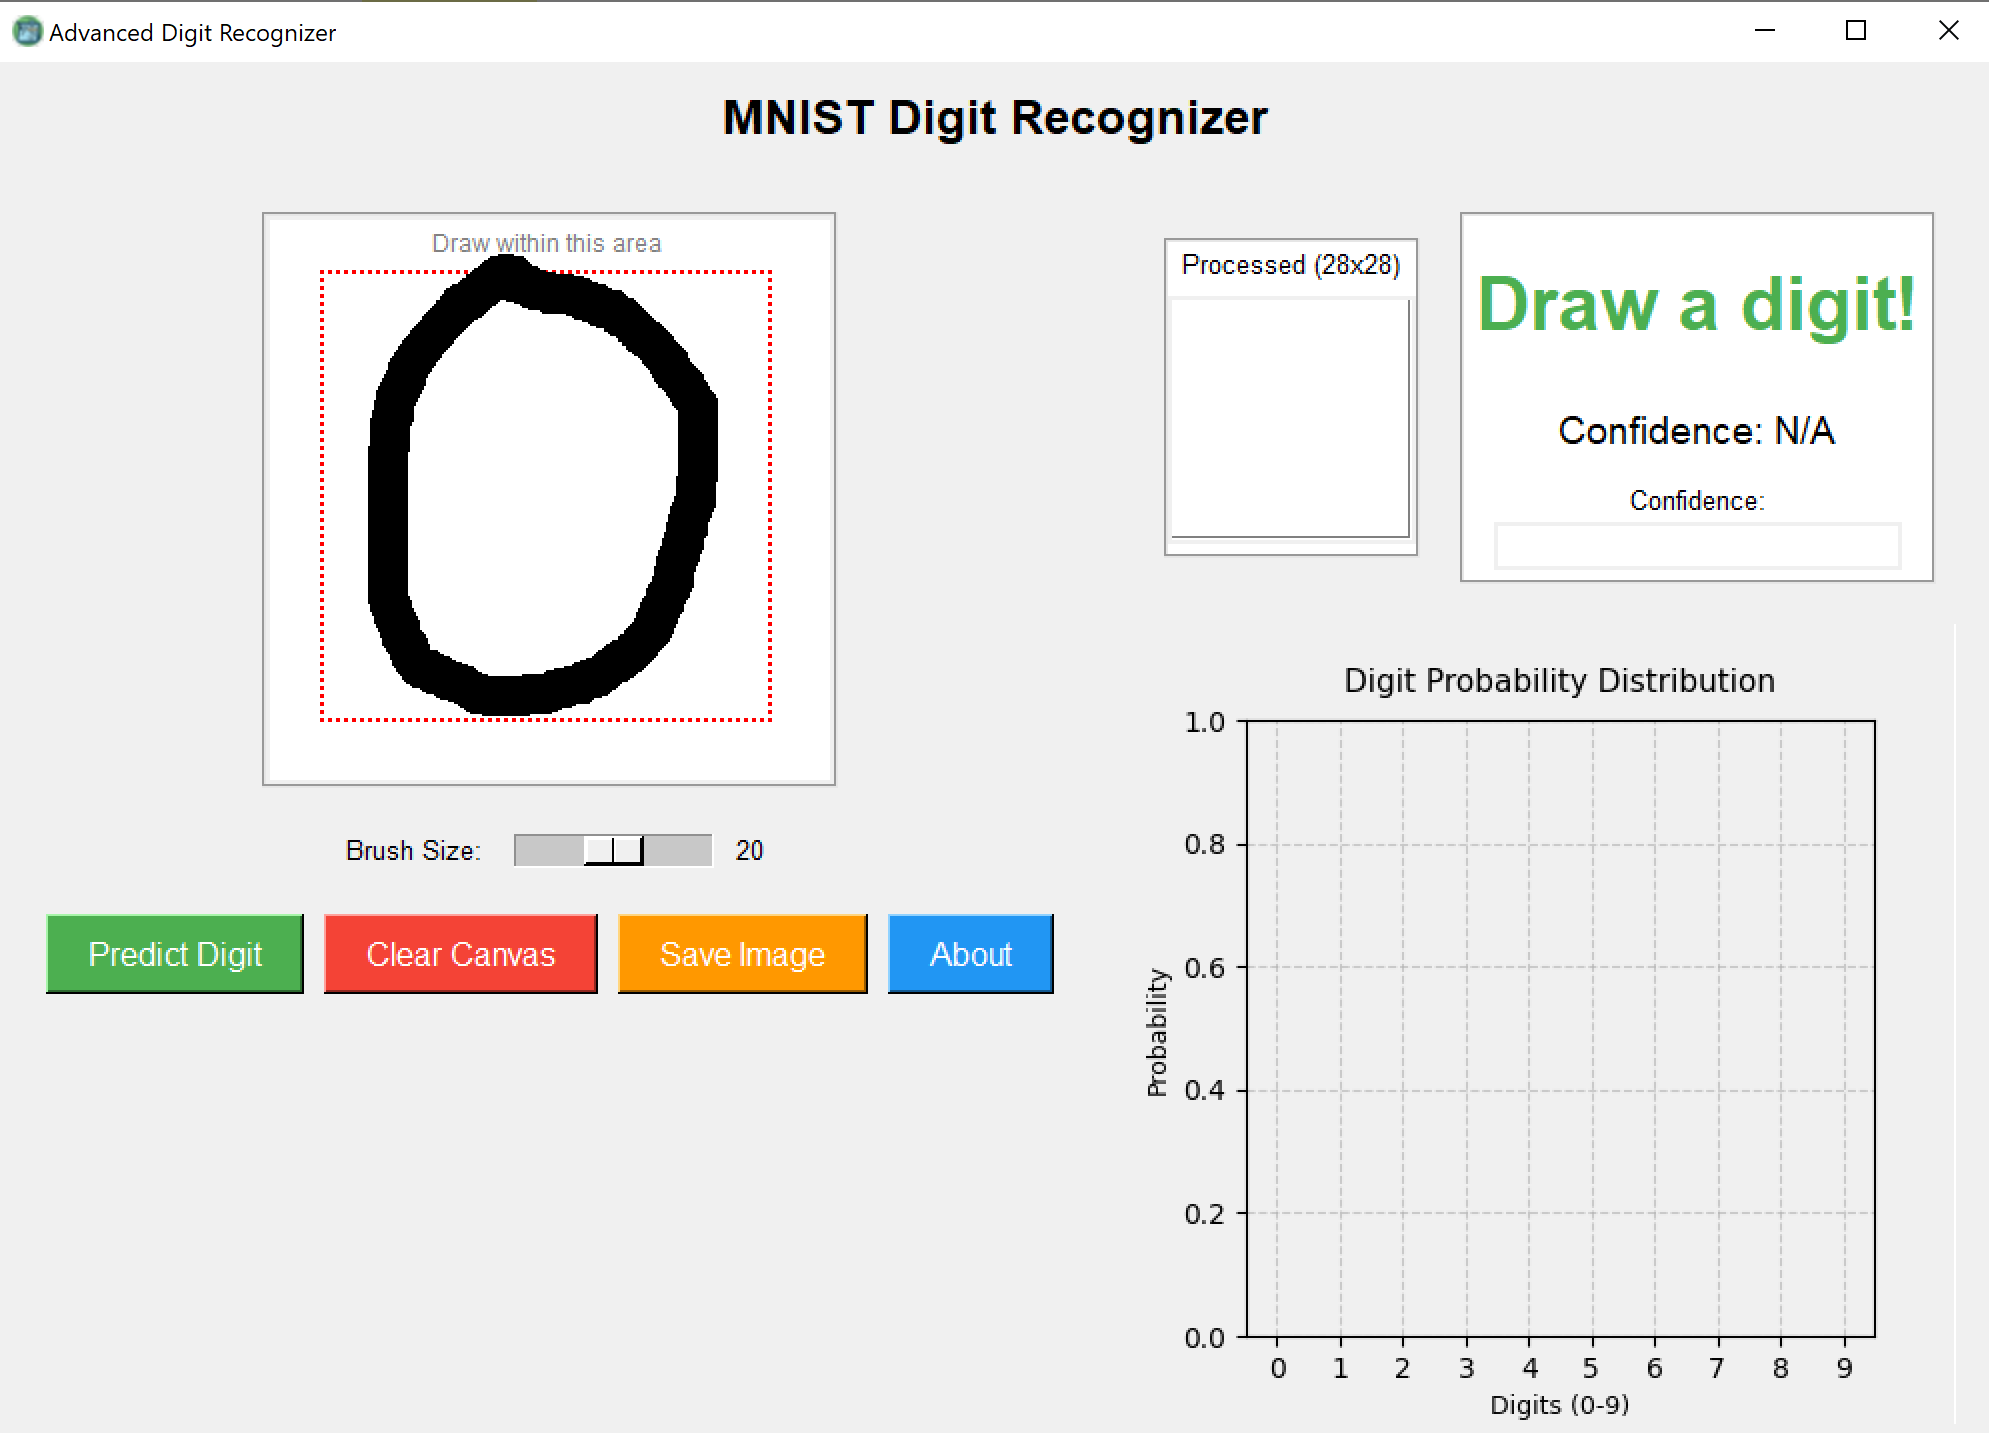 Advanced Digit Recognizer
MNIST Digit Recognizer
Draw within this area
0
Brush Size: 20
Predict Digit Clear Canvas Save Image About
Processed (28x28)
Draw a digit!
Confidence: N/A
Confidence:
Digit Probability Distribution
1.0
0.8
0.6
0.4
0.2
0.0
Probability
0 1 2 3 4 5 6 7 8 9
Digits (0-9)